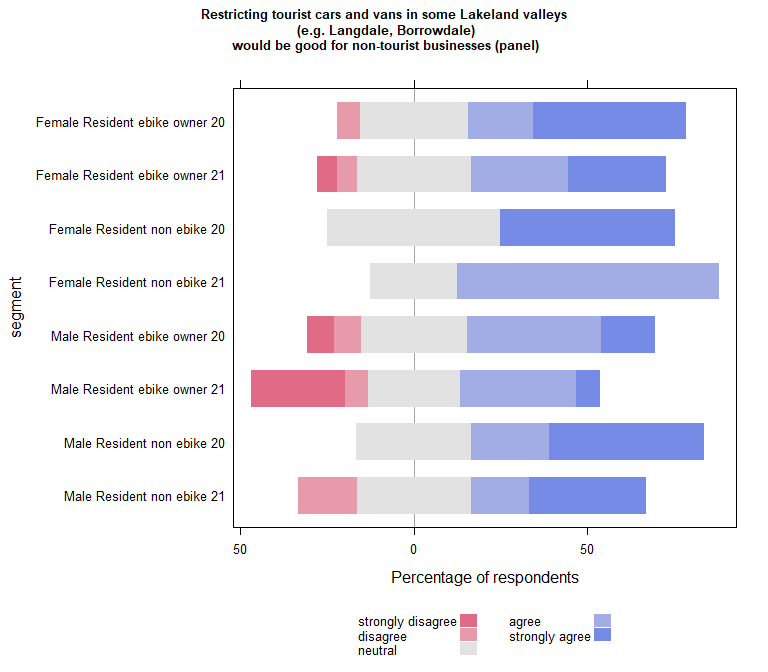 Restricting tourist cars and vans in some Lakeland valleys
(e.g. Langdale, Borrowdale)
would be good for non-tourist businesses (panel)
Female Resident ebike owner 20
Female Resident ebike owner 21
Female Resident non ebike 20
Female Resident non ebike 21
Male Resident ebike owner 20
Male Resident ebike owner 21
Male Resident non ebike 20
Male Resident non ebike 21
segment
50 0 50
Percentage of respondents
strongly disagree
disagree
neutral
agree
strongly agree